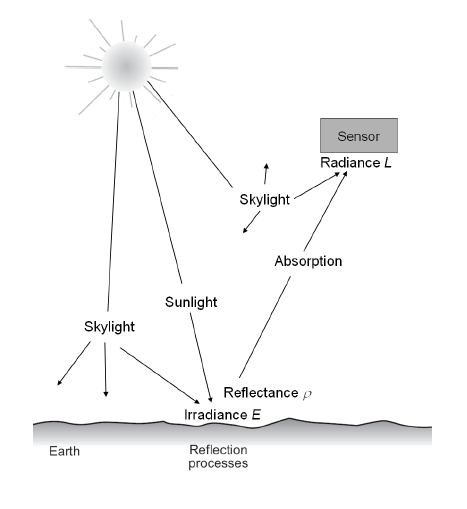 Sensor
Radiance L
Skylight
Absorption
Sunlight
Skylight
Reflectance ρ
Irradiance E
Earth
Reflection
processes